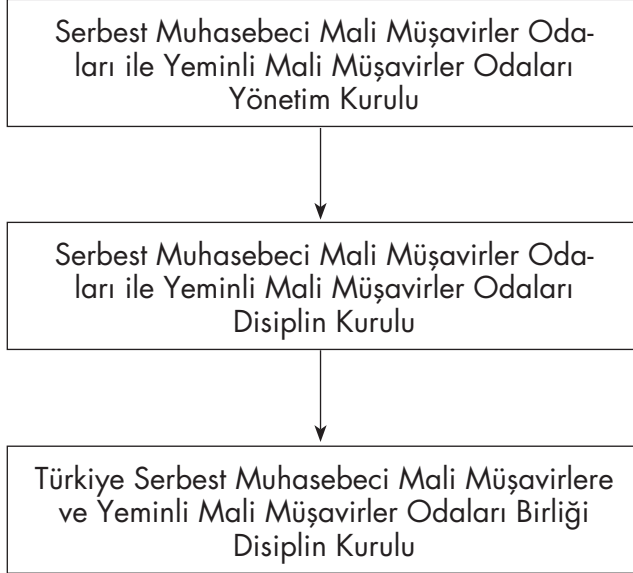 Serbest Muhasebeci Mali Müşavirler Oda-
ları ile Yeminli Mali Müşavirler Odaları
Yönetim Kurulu
Serbest Muhasebeci Mali Müşavirler Oda-
ları ile Yeminli Mali Müşavirler Odaları
Disiplin Kurulu
Türkiye Serbest Muhasebeci Mali Müşavirlere
ve Yeminli Mali Müşavirler Odaları Birliği
Disiplin Kurulu